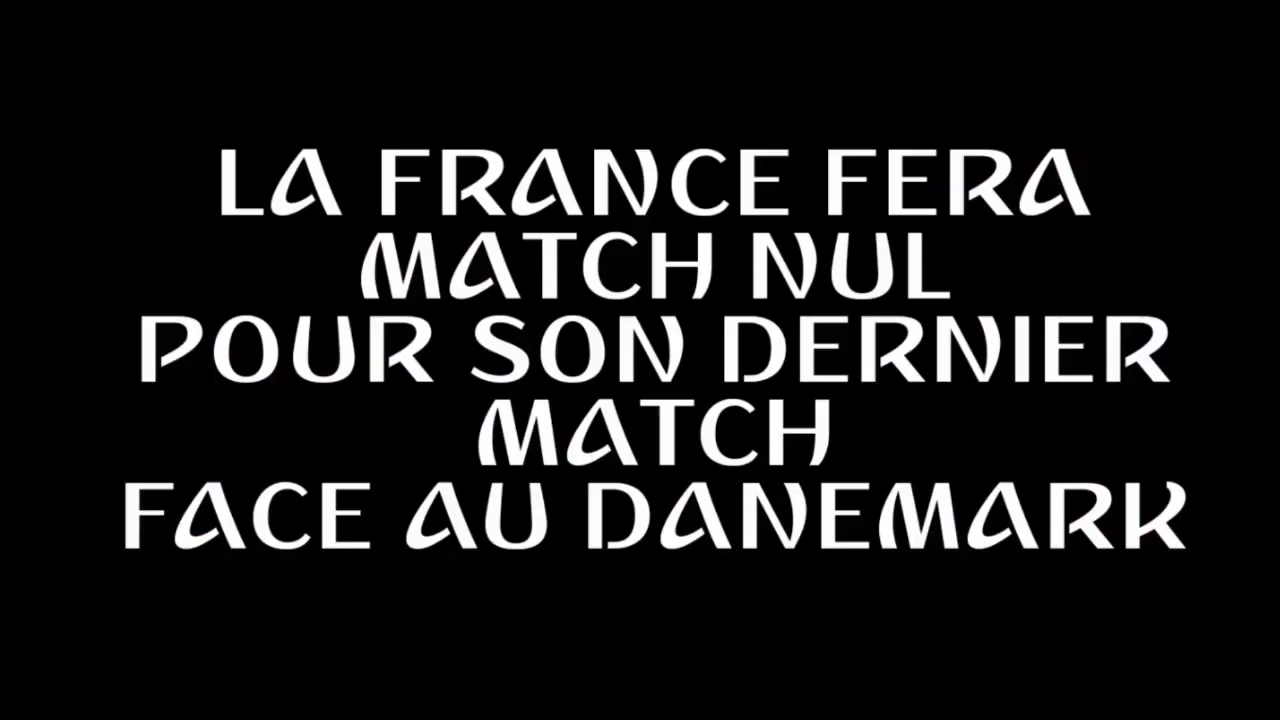 LA FRANCE FERA
MATCH NUL
POUR SON DERNIER
MATCH
FACE AU DANEMARK